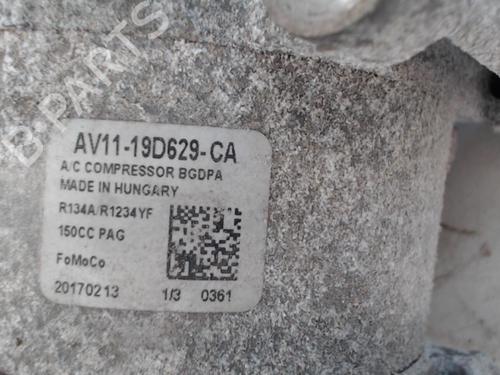 B-PARTS
AV11-19D629-CA
A/C COMPRESSOR BGDPA
MADE IN HUNGARY
R134A/R1234YF
150CC PAG
FoMoCo
20170213 1/3 0361